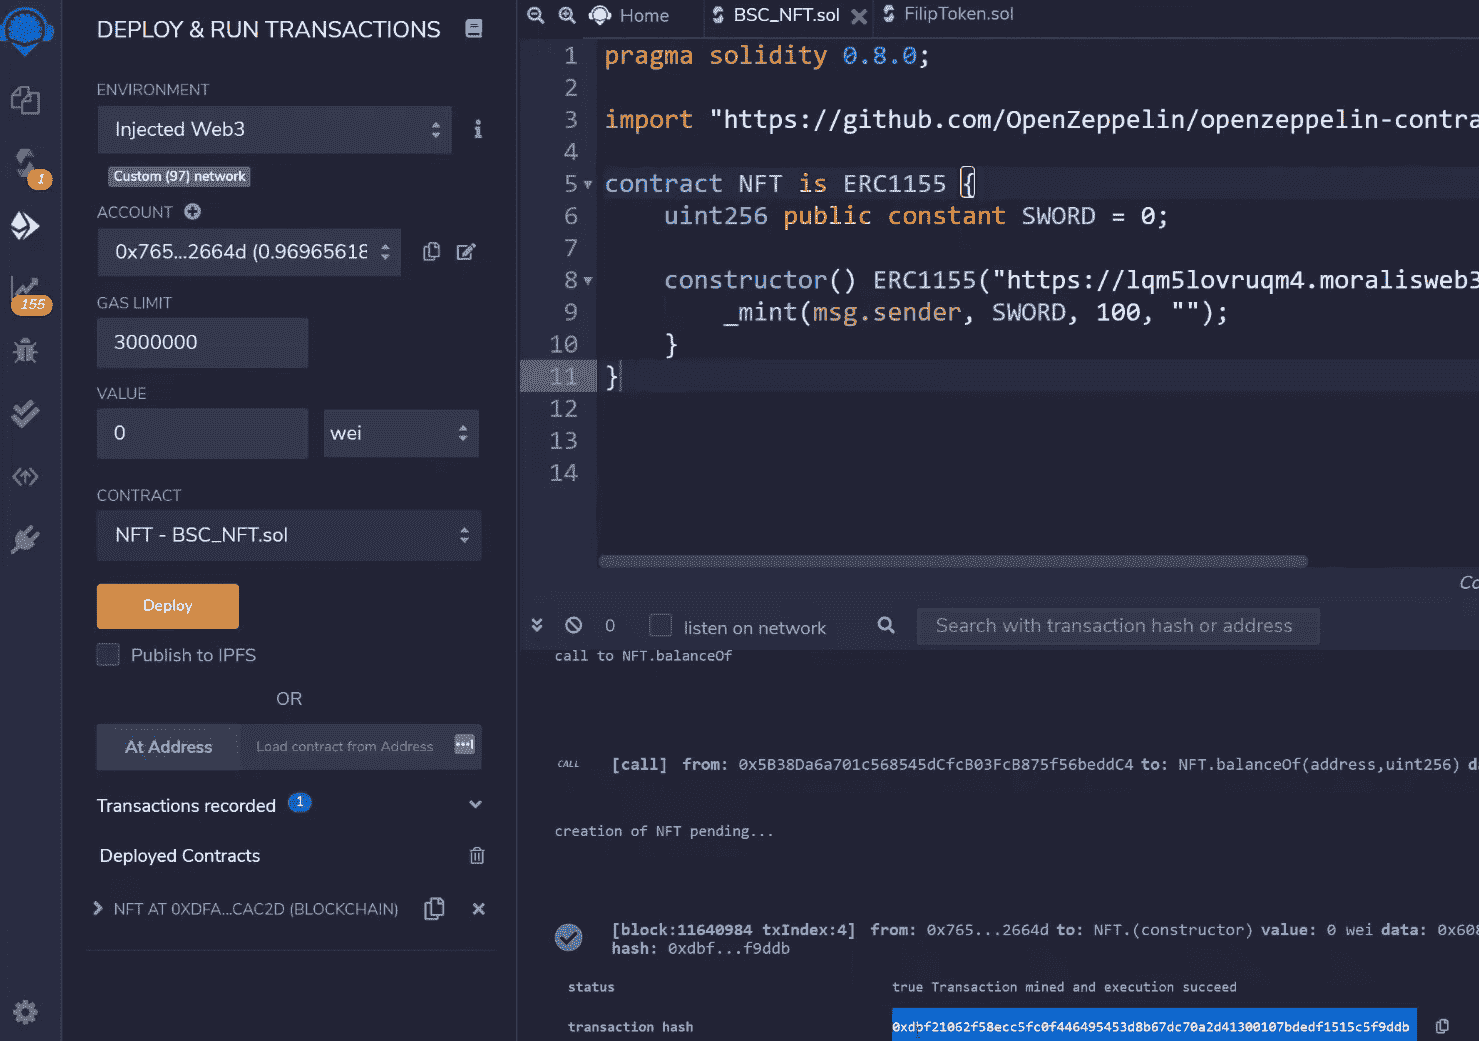 DEPLOY & RUN TRANSACTIONS
ENVIRONMENT
Injected Web3
Custom (97) network
ACCOUNT
0x765...2664d (0.96965618
GAS LIMIT
3000000
VALUE
0
wei
CONTRACT
NFT - BSC_NFT.sol
Deploy
Publish to IPFS
OR
At Address
Load contract from Address
Transactions recorded 1
Deployed Contracts
NFT AT 0XDFA...CAC2D (BLOCKCHAIN)
1
155
Home
BSC_NFT.sol
FilipToken.sol
1 pragma solidity 0.8.0;
2
3 import "https://github.com/OpenZeppelin/openzeppelin-contra
4
5 contract NFT is ERC1155 {
6 uint256 public constant SWORD = 0;
7
8 constructor() ERC1155("https://lqm5lovruqm4.moralisweb3
9 _mint(msg.sender, SWORD, 100, "");
10 }
11 }
12
13
14
Co
0
listen on network
Search with transaction hash or address
call to NFT.balanceOf
CALL [call] from: 0x5B38Da6a701c568545dCfcB03FcB875f56beddC4 to: NFT.balanceOf(address,uint256) da
creation of NFT pending...
[block:11640984 txIndex:4] from: 0x765...2664d to: NFT.(constructor) value: 0 wei data: 0x608
hash: 0xdbf...f9ddb
status true Transaction mined and execution succeed
transaction hash 0xdbf21062f58ecc5fc0f446495453d8b67dc70a2d41300107bdedf1515c5f9ddb